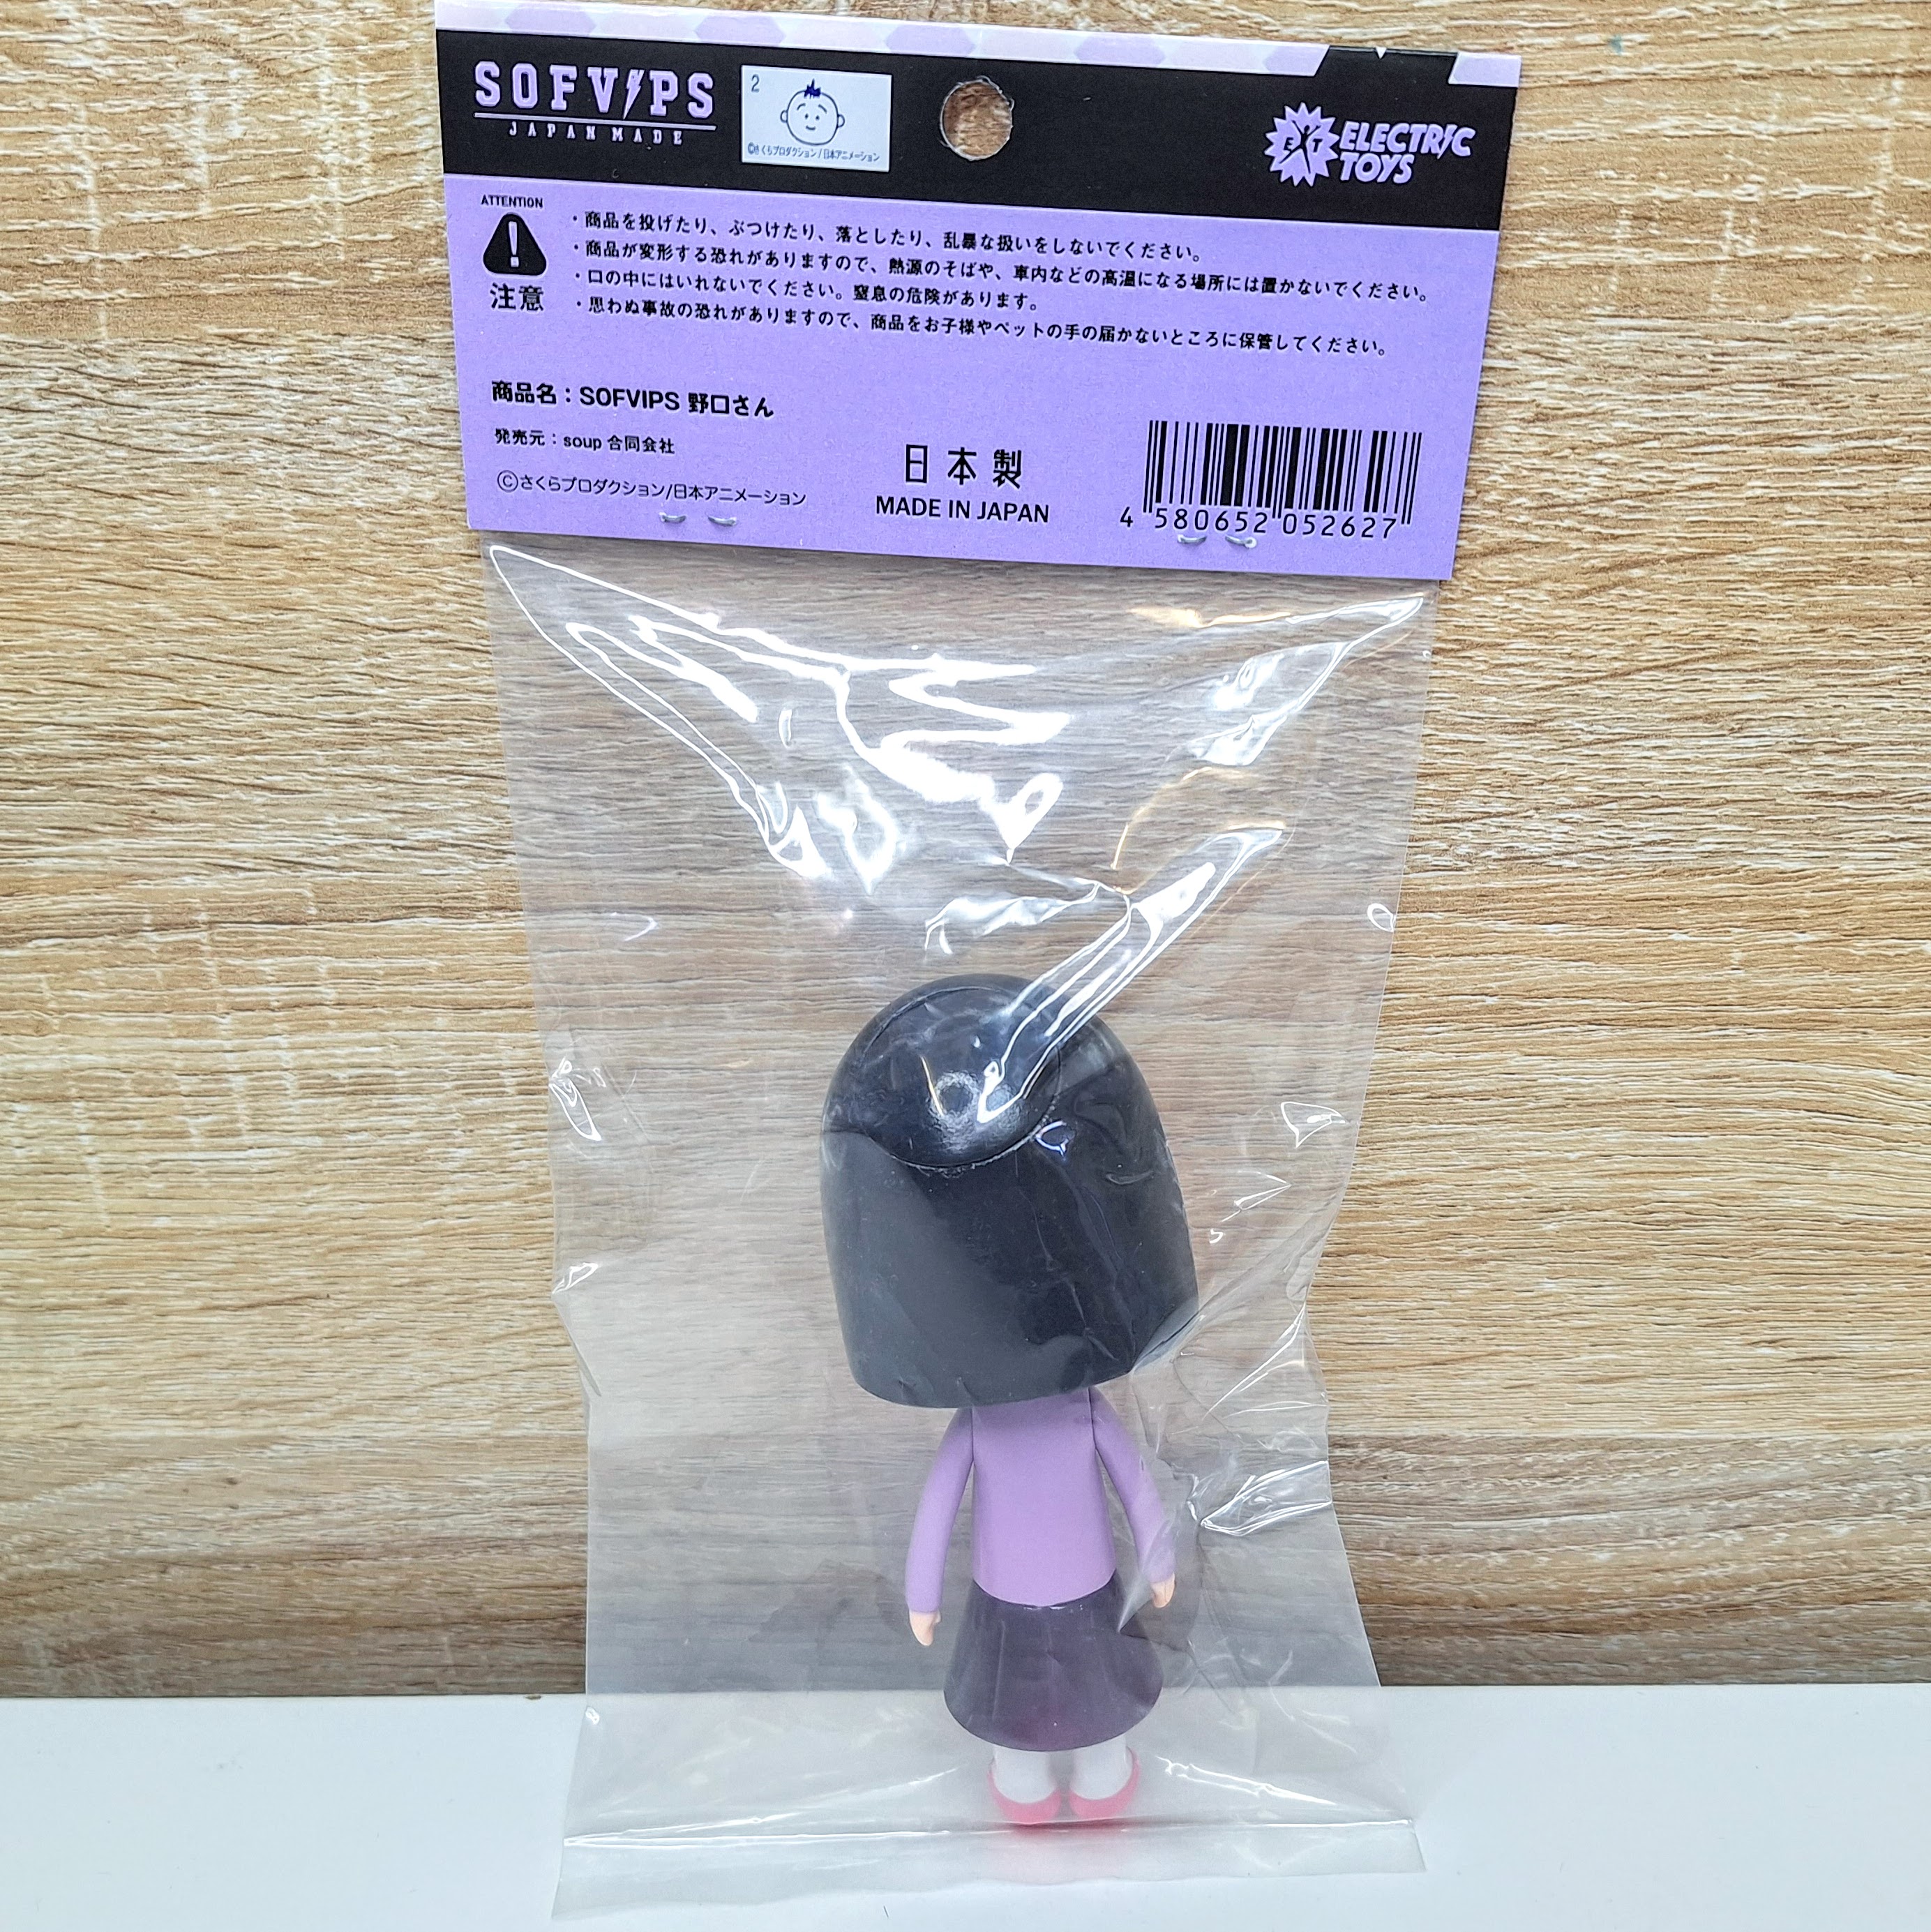 SOFVIPS
JAPAN MADE
2
©さくらプロダクション/日本アニメーション
ET
ELECTRIC
TOYS
ATTENTION
注意
・商品を投げたり、ぶつけたり、落としたり、乱暴な扱いをしないでください。
・商品が変形する恐れがありますので、熱源のそばや、車内などの高温になる場所には置かないでください。
・口の中にはいれないでください。窒息の危険があります。
・思わぬ事故の恐れがありますので、商品をお子様やペットの手の届かないところに保管してください。
商品名：SOFVIPS 野口さん
発売元：soup 合同会社
©さくらプロダクション/日本アニメーション
日本製
MADE IN JAPAN
4 580652 052627